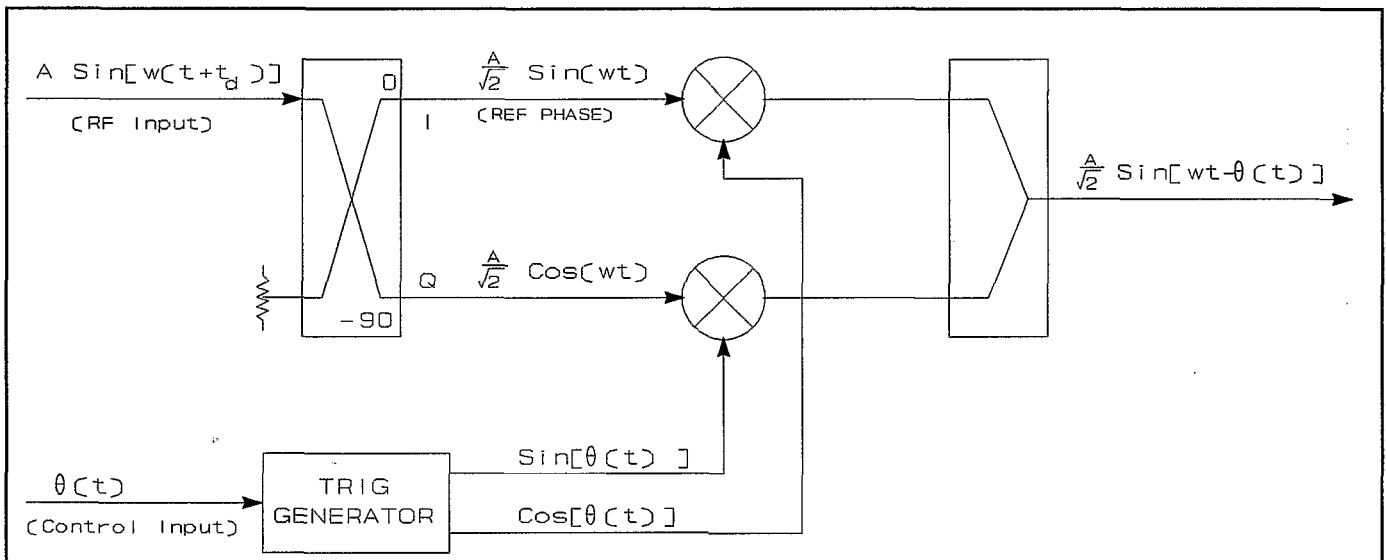 A Sin[w(t+t_d)]
(RF Input)
0
I
A/√2 Sin(wt)
(REF PHASE)
Q
-90
A/√2 Cos(wt)
A/√2 Sin[wt-θ(t)]
θ(t)
(Control Input)
TRIG
GENERATOR
Sin[θ(t) ]
Cos[θ(t)]